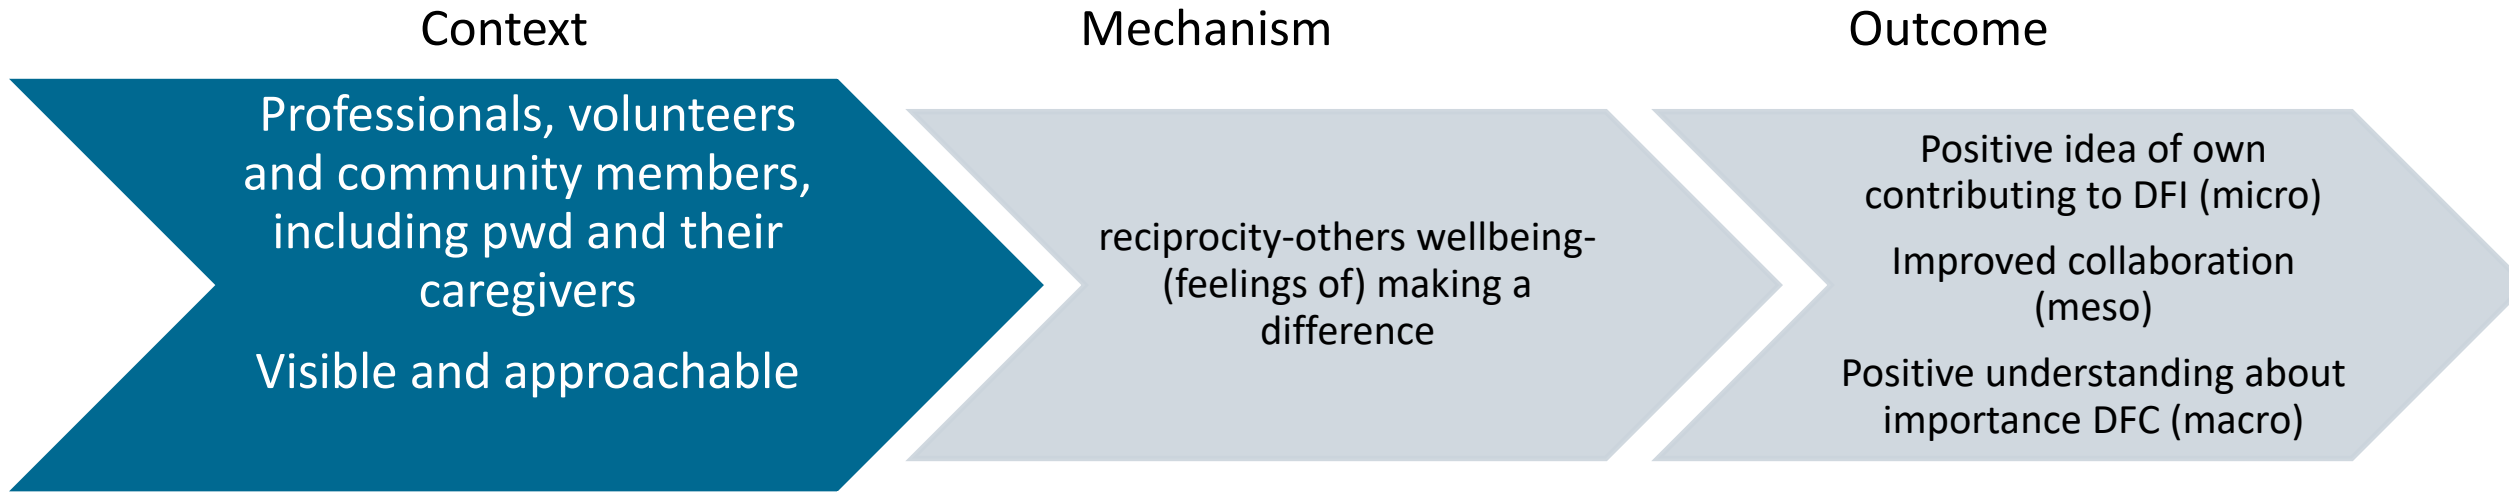 Context
Mechanism
Outcome
Professionals, volunteers
and community members,
including pwd and their
caregivers
Visible and approachable
reciprocity-others wellbeing-
(feelings of) making a
difference
Positive idea of own
contributing to DFI (micro)
Improved collaboration
(meso)
Positive understanding about
importance DFC (macro)